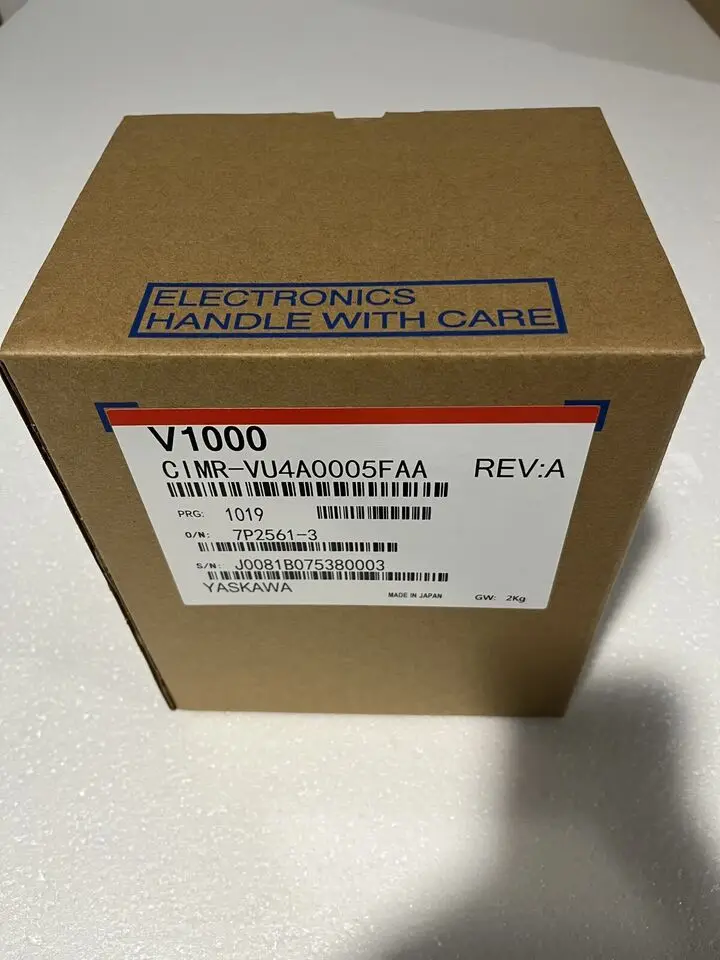 ELECTRONICS
HANDLE WITH CARE
V1000
CIMR-VU4A0005FAA REV:A
PRG: 1019
O/N: 7P2561-3
S/N: J0081B075380003
YASKAWA MADE IN JAPAN GW: 2Kg